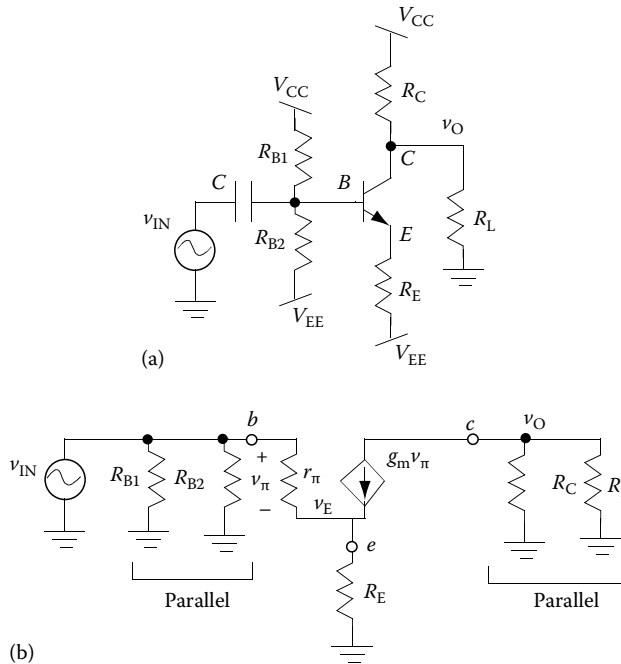 V_CC
R_C
v_O
V_CC
R_B1
C
C
B
v_IN
R_B2
E
R_L
R_E
V_EE
V_EE
(a)
b
c
v_O
v_IN
R_B1
R_B2
+
v_π
−
r_π
g_m v_π
R_C
R
v_E
e
Parallel
R_E
Parallel
(b)